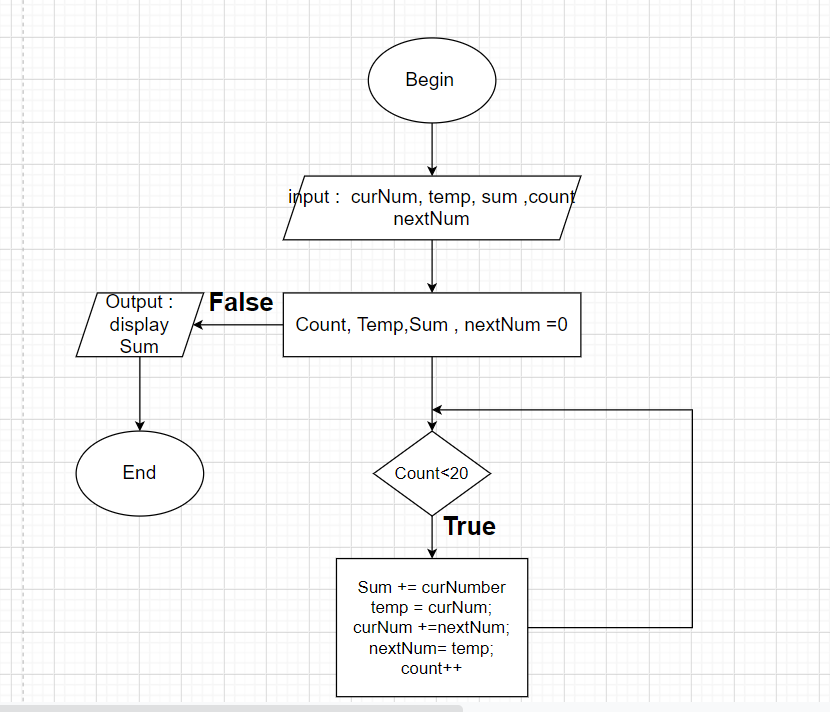 Begin
input :  curNum, temp, sum ,count
nextNum
Output :
display
Sum
False
Count, Temp,Sum , nextNum =0
End
Count<20
True
Sum += curNumber
temp = curNum;
curNum +=nextNum;
nextNum= temp;
count++